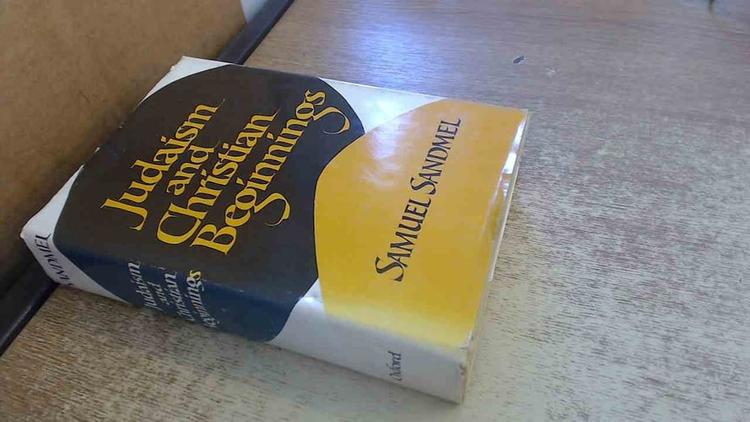 Judaism
and
Christian
Beginnings
SAMUEL SANDMEL
SANDMEL
Judaism
and
Christian
Beginnings
Oxford